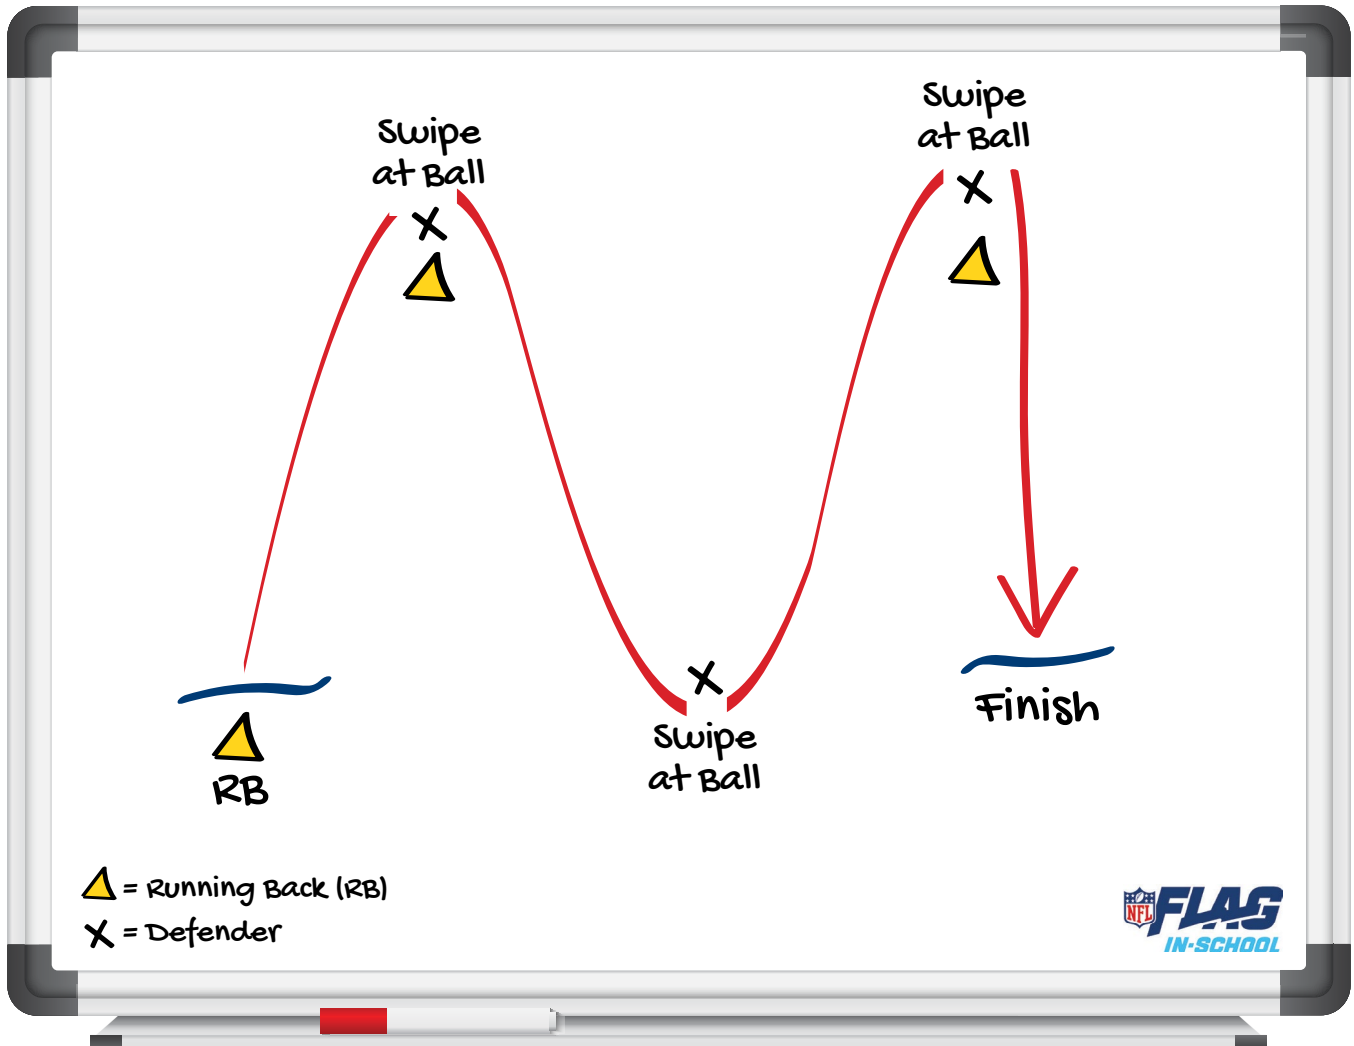 Swipe
at Ball
Swipe
at Ball
Swipe
at Ball
Finish
RB
= Running Back (RB)
= Defender
NFL FLAG
IN-SCHOOL